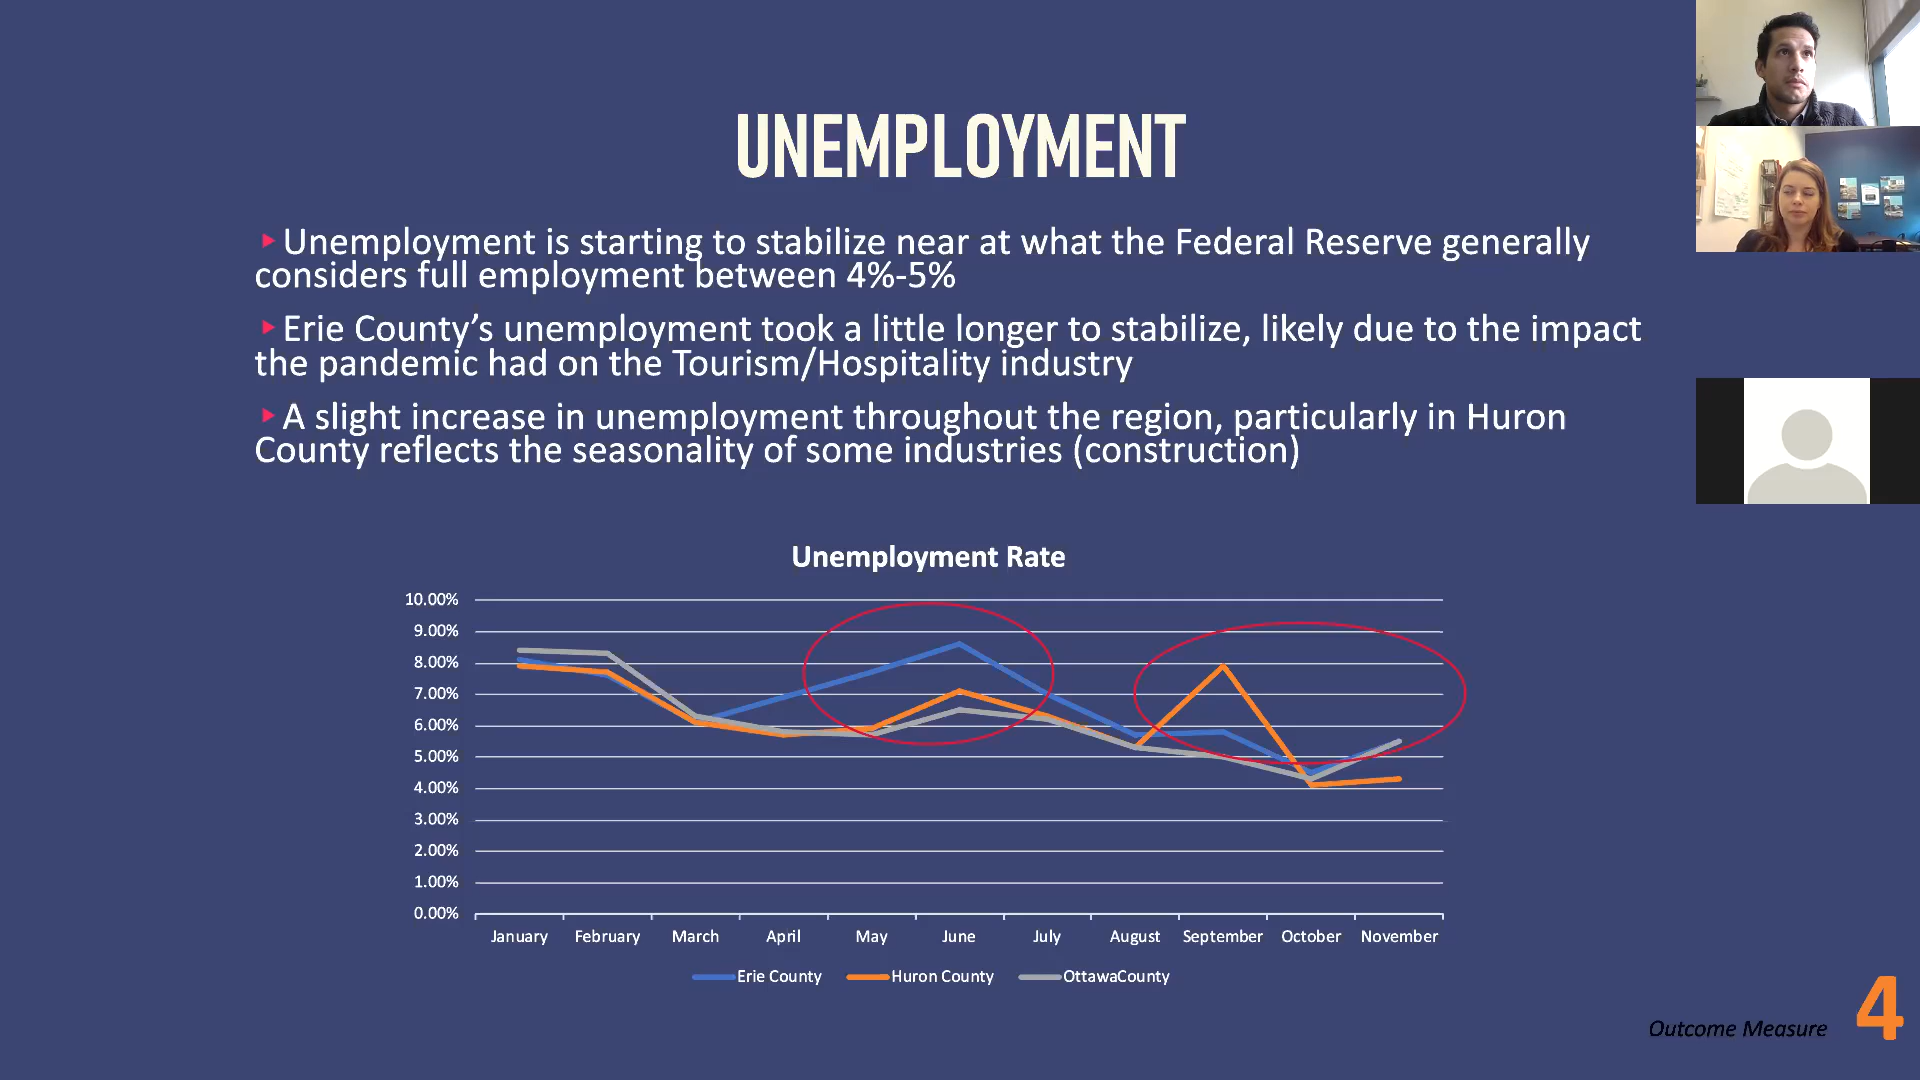 UNEMPLOYMENT
Unemployment is starting to stabilize near at what the Federal Reserve generally
considers full employment between 4%-5%
Erie County’s unemployment took a little longer to stabilize, likely due to the impact
the pandemic had on the Tourism/Hospitality industry
A slight increase in unemployment throughout the region, particularly in Huron
County reflects the seasonality of some industries (construction)
Unemployment Rate
10.00%
9.00%
8.00%
7.00%
6.00%
5.00%
4.00%
3.00%
2.00%
1.00%
0.00%
January February March April May June July August September October November
Erie County Huron County OttawaCounty
Outcome Measure 4